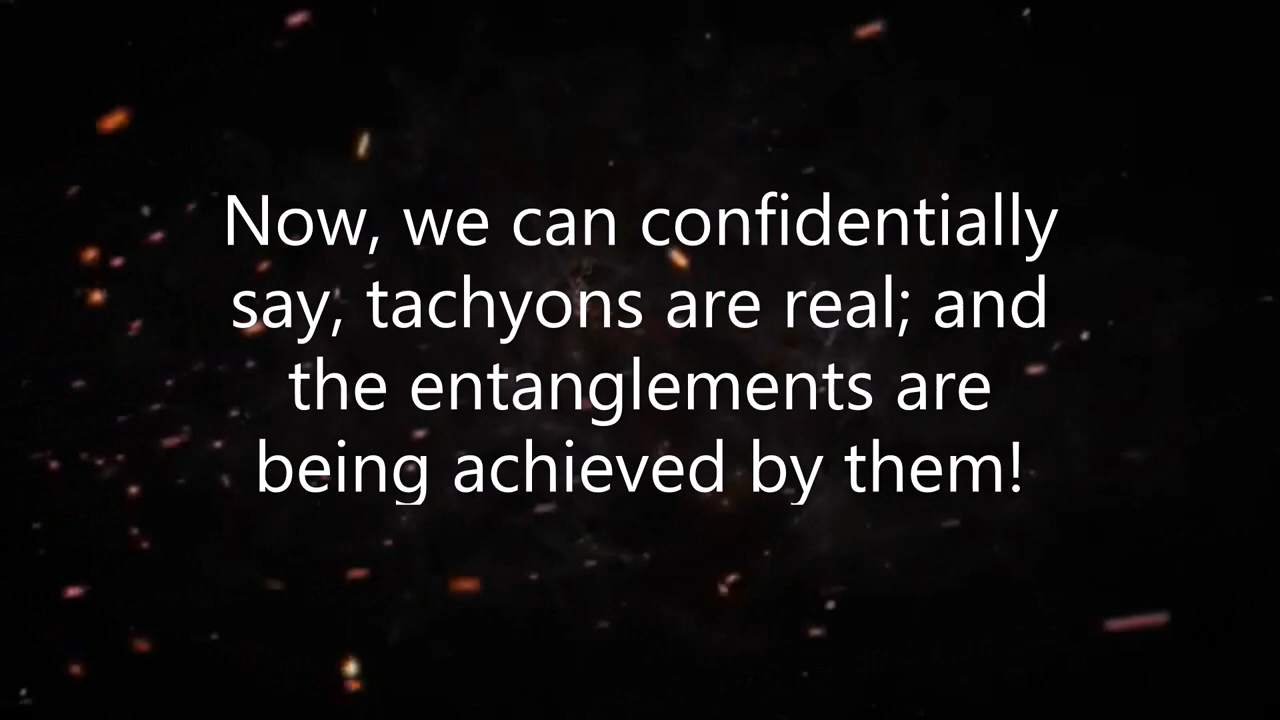 Now, we can confidentially
say, tachyons are real; and
the entanglements are
being achieved by them!